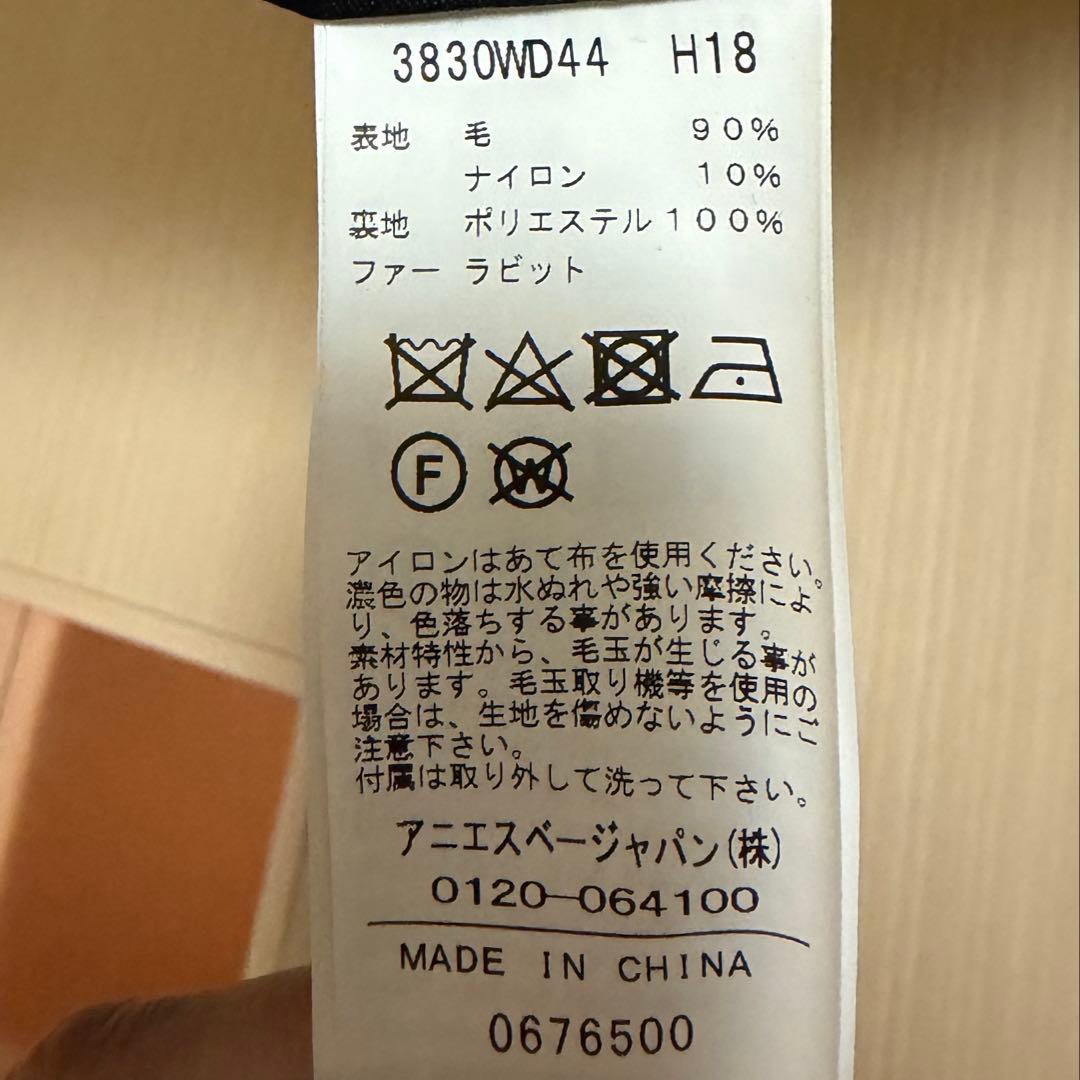 3830WD44 H18
表地 毛 90%
ナイロン 10%
裏地 ポリエステル 100%
ファー ラビット
F W
アイロンはあて布を使用ください。
濃色の物は水ぬれや強い摩擦によ
り、色落ちする事があります。
素材特性から、毛玉が生じる事が
あります。毛玉取り機等を使用の
場合は、生地を傷めないようにご
注意下さい。
付属は取り外して洗って下さい。
アニエスベージャパン(株)
0120-064100
MADE IN CHINA
0676500